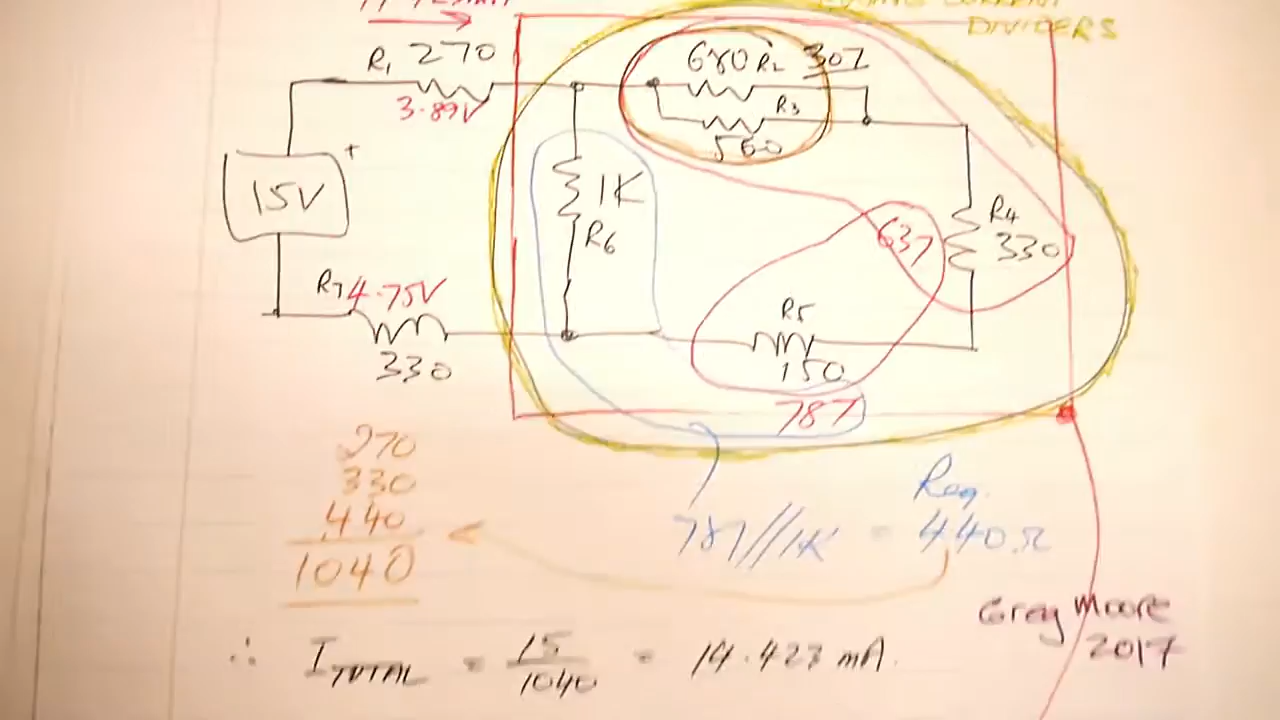 DIVIDERS
R1 270
3.89V
680 R2 307
R3
560
15V
+
1K
R6
R4
330
637
R7 4.75V
330
R5
150
787
270
330
440
1040
Req.
787//1K = 440Ω
Greg Moore
2017
∴ ITOTAL = 15/1040 = 14.423 mA.